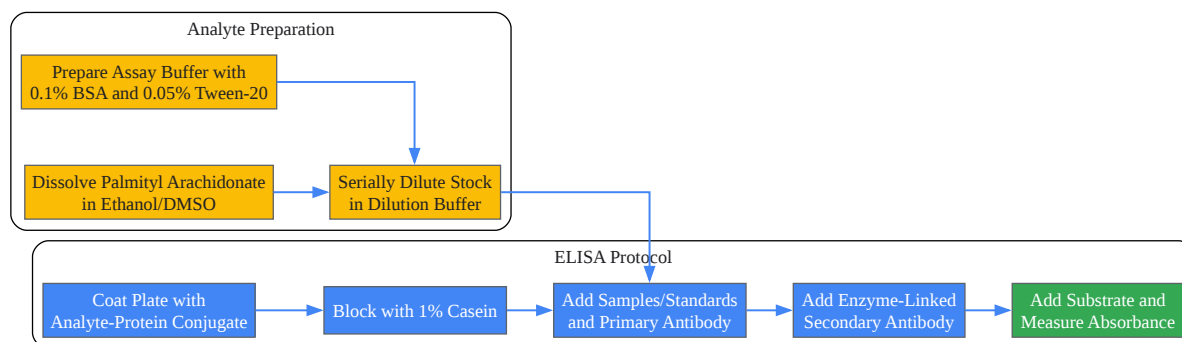 Analyte Preparation
Prepare Assay Buffer with
0.1% BSA and 0.05% Tween-20
Dissolve Palmityl Arachidonate
in Ethanol/DMSO
Serially Dilute Stock
in Dilution Buffer
ELISA Protocol
Coat Plate with
Analyte-Protein Conjugate
Block with 1% Casein
Add Samples/Standards
and Primary Antibody
Add Enzyme-Linked
Secondary Antibody
Add Substrate and
Measure Absorbance